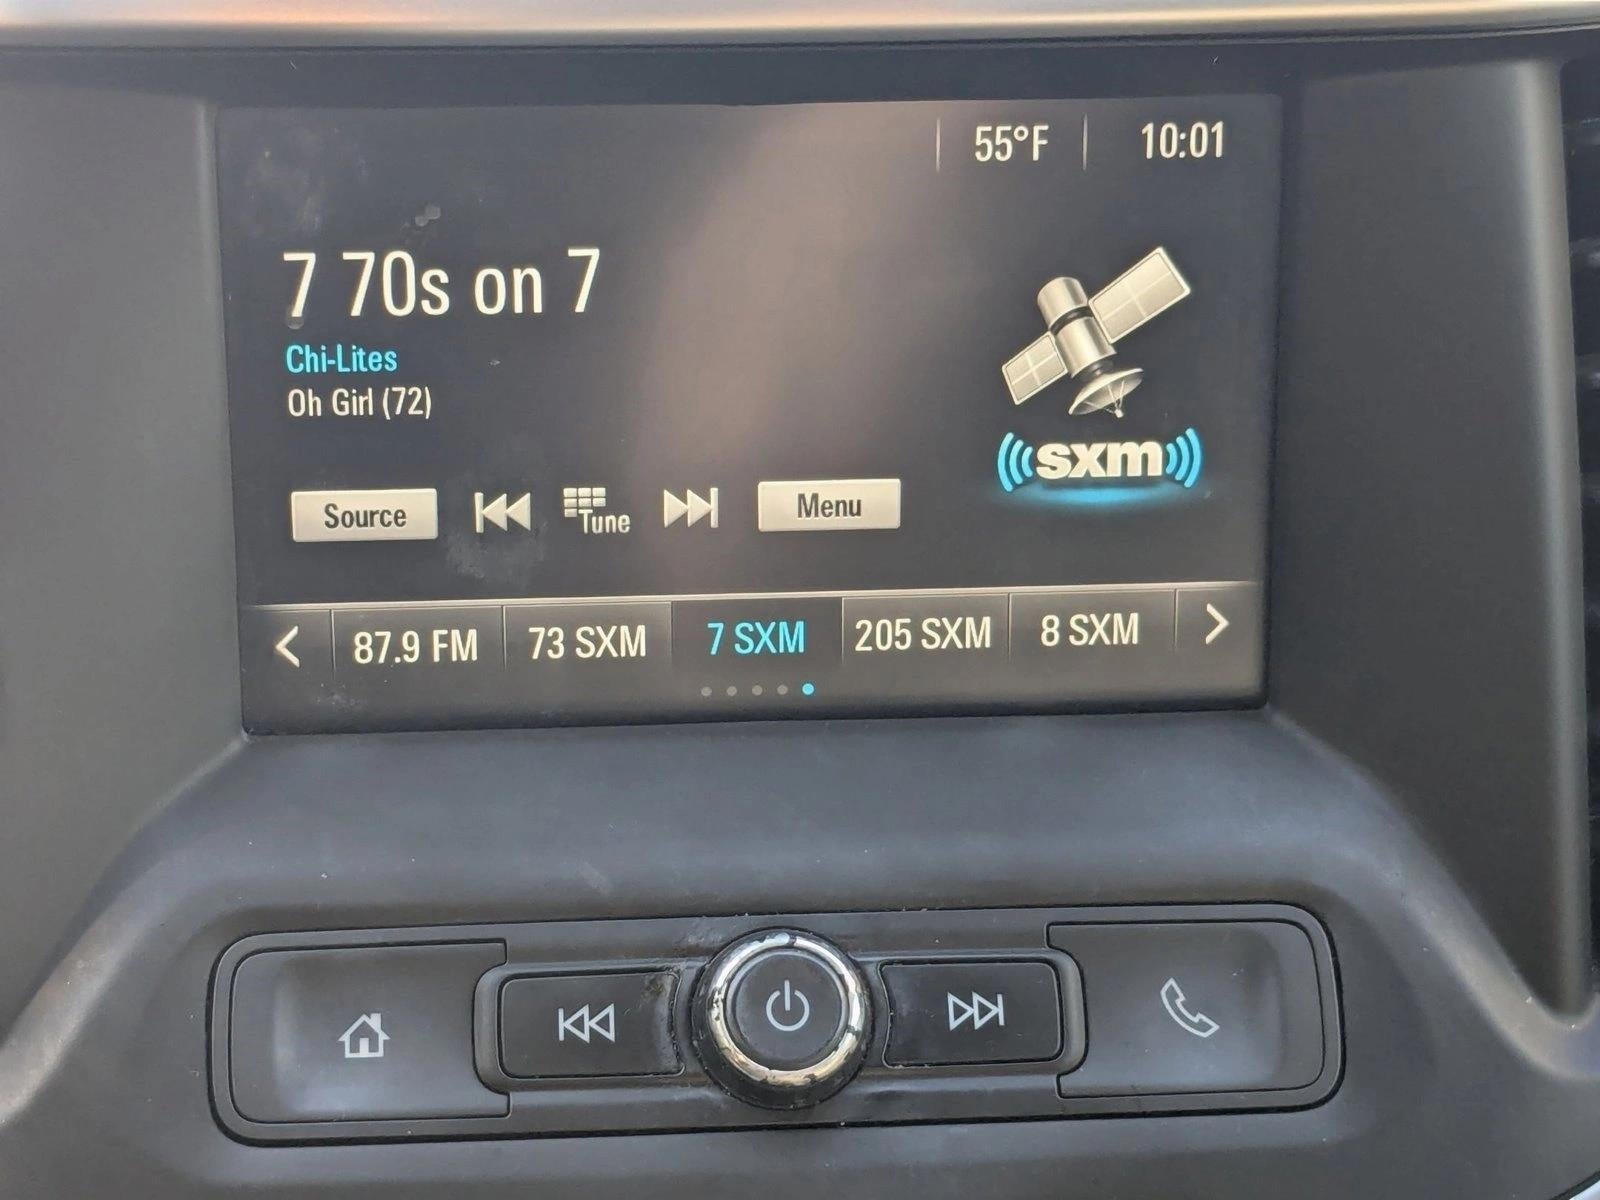 55°F 10:01
7 70s on 7
Chi-Lites
Oh Girl (72)
sxm
Source Tune Menu
87.9 FM 73 SXM 7 SXM 205 SXM 8 SXM